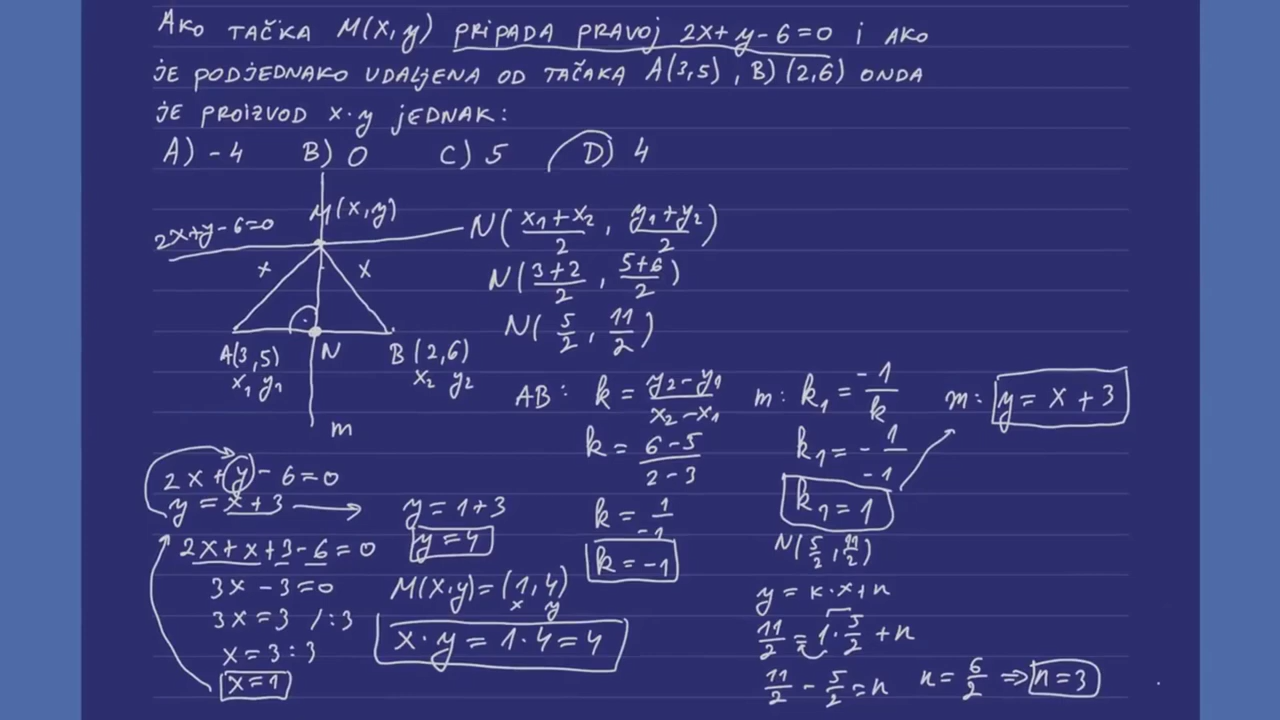 AKO TAČKA M(x,y) PRIPADA PRAVOJ 2x+y-6=0 i AKO
JE PODJEDNAKO UDALJENA OD TAČAKA A(3,5), B)(2,6) ONDA
JE PROIZVOD x·y JEDNAK:
A) -4 B) 0 C) 5 D) 4
2x+y-6=0
M(x,y)
x x
A(3,5) N B(2,6)
x₁ y₁ x₂ y₂
m
N((x₁+x₂)/2, (y₁+y₂)/2)
N((3+2)/2, (5+6)/2)
N(5/2, 11/2)
AB: k = (y₂-y₁)/(x₂-x₁)
k = (6-5)/(2-3)
k = 1/-1
k = -1
m: k₁ = -1/k
k₁ = -1/-1
k₁ = 1
m: y = x+3
N(5/2, 11/2)
y = k·x+n
11/2 = 1·5/2 + n
11/2 - 5/2 = n
n = 6/2 ⇒ n=3
2x+y-6=0
y = x+3
2x+x+3-6=0
3x-3=0
3x=3 /:3
x=3:3
x=1
y=1+3
y=4
M(x,y)=(1,4)
x y
x·y=1·4=4